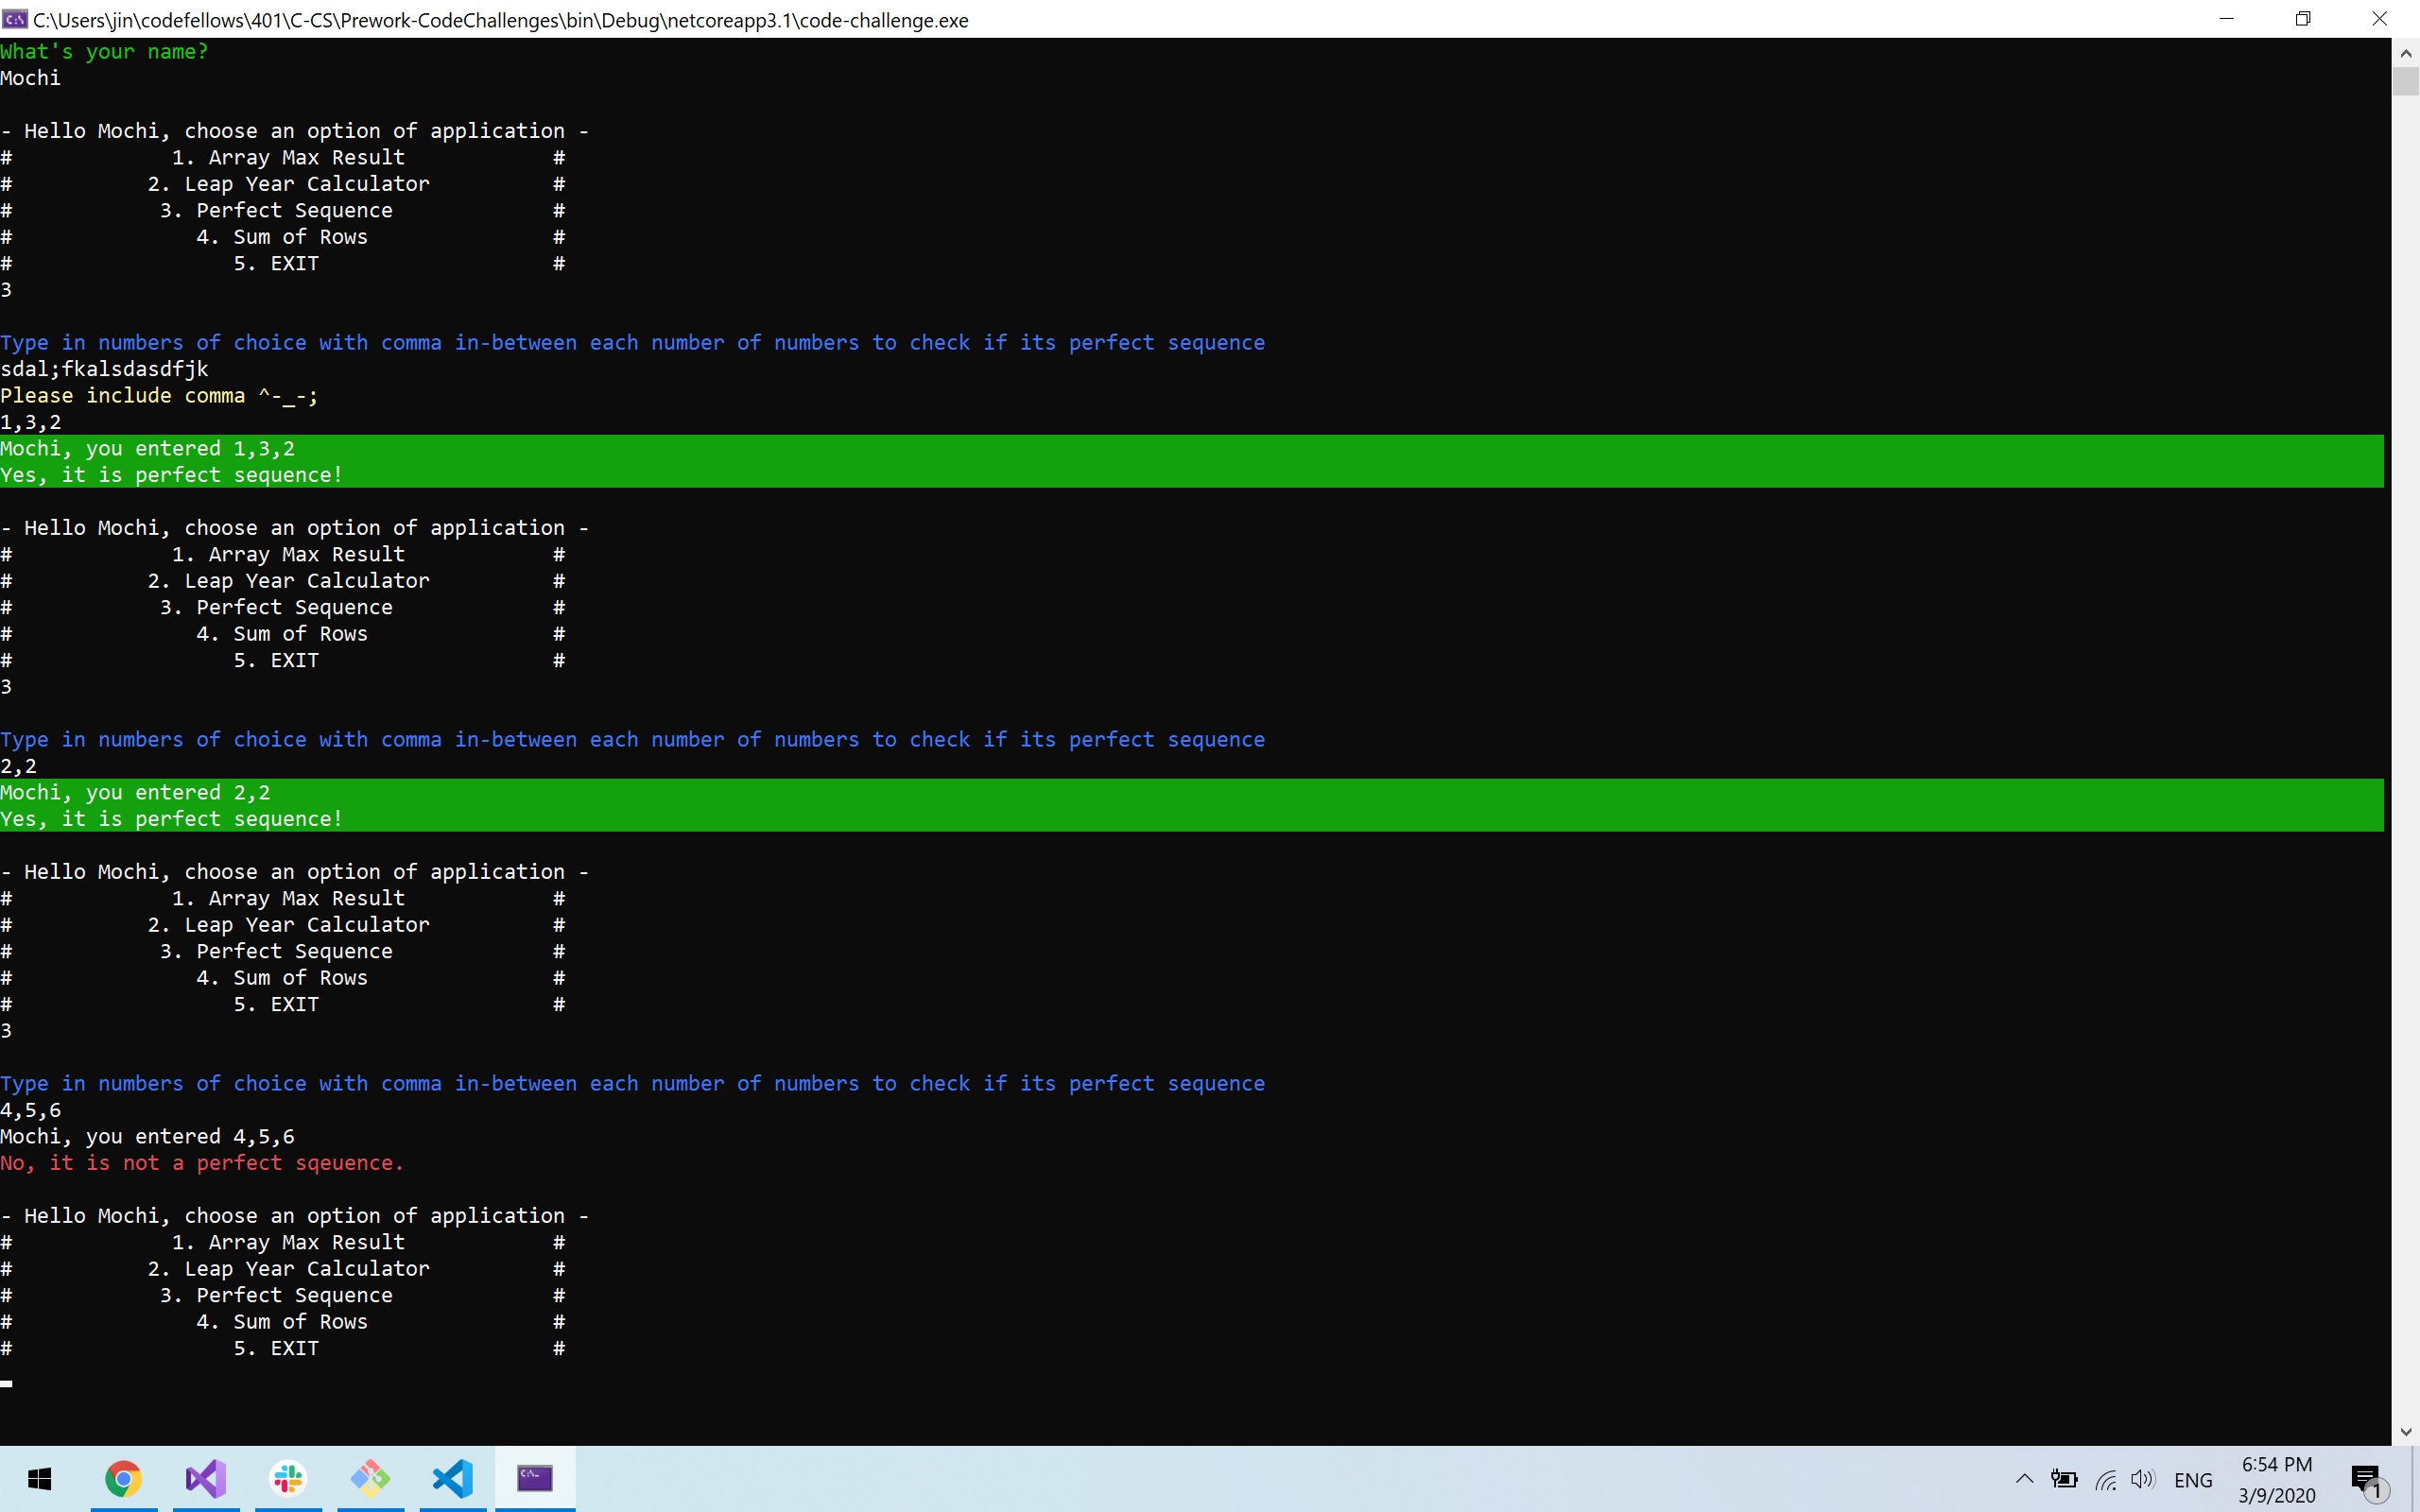 C:\Users\jin\codefellows\401\C-CS\Prework-CodeChallenges\bin\Debug\netcoreapp3.1\code-challenge.exe
What's your name?
Mochi
- Hello Mochi, choose an option of application -
# 1. Array Max Result #
# 2. Leap Year Calculator #
# 3. Perfect Sequence #
# 4. Sum of Rows #
# 5. EXIT #
3
Type in numbers of choice with comma in-between each number of numbers to check if its perfect sequence
sdal;fkalsdasdfjk
Please include comma ^-_-;
1,3,2
Mochi, you entered 1,3,2
Yes, it is perfect sequence!
- Hello Mochi, choose an option of application -
# 1. Array Max Result #
# 2. Leap Year Calculator #
# 3. Perfect Sequence #
# 4. Sum of Rows #
# 5. EXIT #
3
Type in numbers of choice with comma in-between each number of numbers to check if its perfect sequence
2,2
Mochi, you entered 2,2
Yes, it is perfect sequence!
- Hello Mochi, choose an option of application -
# 1. Array Max Result #
# 2. Leap Year Calculator #
# 3. Perfect Sequence #
# 4. Sum of Rows #
# 5. EXIT #
3
Type in numbers of choice with comma in-between each number of numbers to check if its perfect sequence
4,5,6
Mochi, you entered 4,5,6
No, it is not a perfect sqeuence.
- Hello Mochi, choose an option of application -
# 1. Array Max Result #
# 2. Leap Year Calculator #
# 3. Perfect Sequence #
# 4. Sum of Rows #
# 5. EXIT #
ENG
6:54 PM
3/9/2020
1